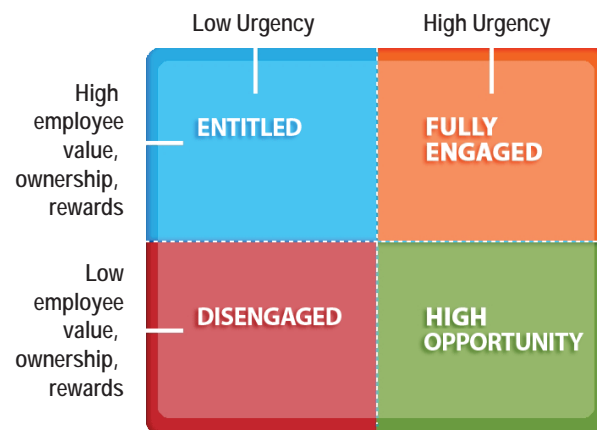 Low Urgency
High Urgency
High
employee
value,
ownership,
rewards
ENTITLED
FULLY
ENGAGED
Low
employee
value,
ownership,
rewards
DISENGAGED
HIGH
OPPORTUNITY